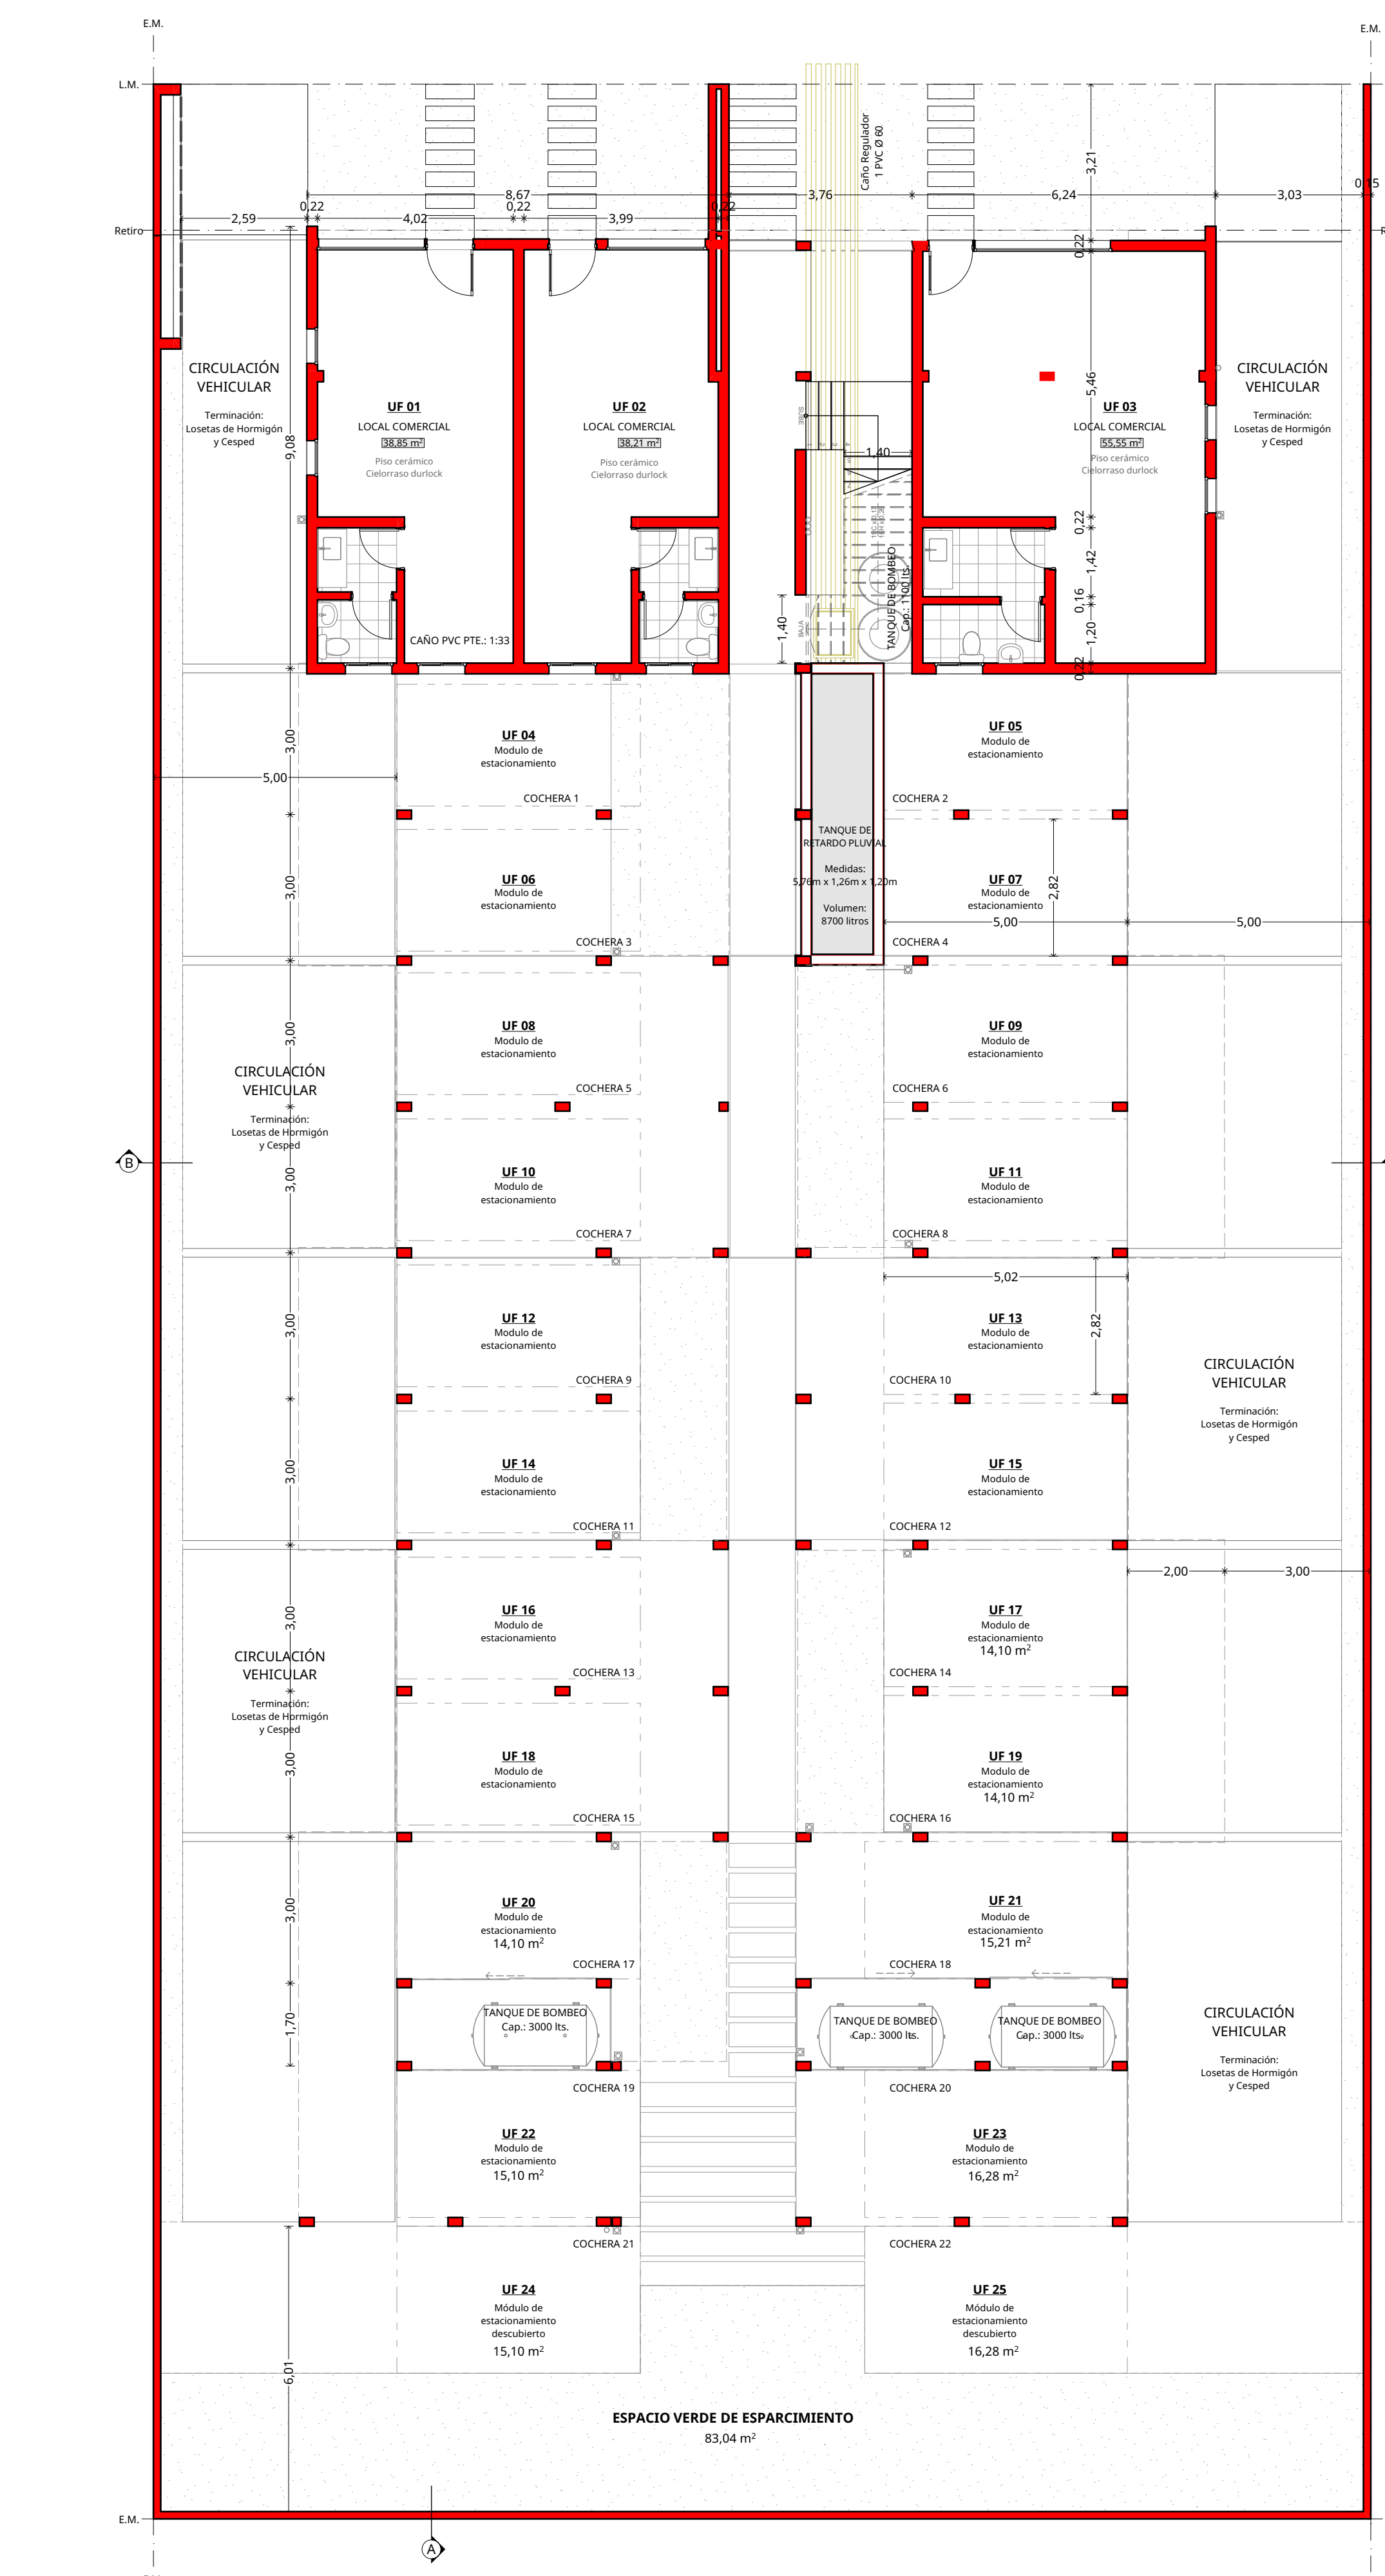 E.M.
E.M.
L.M.
Caño Regulador
1 PVC Ø 60
3,21
0,15
8,67
3,76
6,24
3,03
0,22
0,22
0,22
2,59
4,02
3,99
Retiro
0,22
CIRCULACIÓN
VEHICULAR
Terminación:
Losetas de Hormigón
y Cesped
9,08
UF 01
LOCAL COMERCIAL
38,85 m²
Piso cerámico
Cielorraso durlock
UF 02
LOCAL COMERCIAL
38,21 m²
Piso cerámico
Cielorraso durlock
SUBE
1
2
3
4
1,40
5,46
UF 03
LOCAL COMERCIAL
55,55 m²
Piso cerámico
Cielorraso durlock
CIRCULACIÓN
VEHICULAR
Terminación:
Losetas de Hormigón
y Cesped
0,22
1,42
0,16
1,20
0,22
TANQUE DE BOMBEO
Cap.: 1100 lts.
BAJA
1,40
CAÑO PVC PTE.: 1:33
3,00
5,00
UF 04
Modulo de
estacionamiento
COCHERA 1
UF 05
Modulo de
estacionamiento
COCHERA 2
TANQUE DE
RETARDO PLUVIAL
Medidas:
5,76m x 1,26m x 1,20m
Volumen:
8700 litros
3,00
UF 06
Modulo de
estacionamiento
COCHERA 3
UF 07
Modulo de
estacionamiento
COCHERA 4
2,82
5,00
5,00
3,00
UF 08
Modulo de
estacionamiento
COCHERA 5
UF 09
Modulo de
estacionamiento
COCHERA 6
CIRCULACIÓN
VEHICULAR
Terminación:
Losetas de Hormigón
y Cesped
B
3,00
UF 10
Modulo de
estacionamiento
COCHERA 7
UF 11
Modulo de
estacionamiento
COCHERA 8
5,02
2,82
3,00
UF 12
Modulo de
estacionamiento
COCHERA 9
UF 13
Modulo de
estacionamiento
COCHERA 10
CIRCULACIÓN
VEHICULAR
Terminación:
Losetas de Hormigón
y Cesped
3,00
UF 14
Modulo de
estacionamiento
COCHERA 11
UF 15
Modulo de
estacionamiento
COCHERA 12
2,00
3,00
3,00
UF 16
Modulo de
estacionamiento
COCHERA 13
UF 17
Modulo de
estacionamiento
14,10 m²
COCHERA 14
CIRCULACIÓN
VEHICULAR
Terminación:
Losetas de Hormigón
y Cesped
3,00
UF 18
Modulo de
estacionamiento
COCHERA 15
UF 19
Modulo de
estacionamiento
14,10 m²
COCHERA 16
3,00
UF 20
Modulo de
estacionamiento
14,10 m²
COCHERA 17
UF 21
Modulo de
estacionamiento
15,21 m²
COCHERA 18
1,70
TANQUE DE BOMBEO
Cap.: 3000 lts.
TANQUE DE BOMBEO
Cap.: 3000 lts.
TANQUE DE BOMBEO
Cap.: 3000 lts.
CIRCULACIÓN
VEHICULAR
Terminación:
Losetas de Hormigón
y Cesped
COCHERA 19
COCHERA 20
UF 22
Modulo de
estacionamiento
15,10 m²
UF 23
Modulo de
estacionamiento
16,28 m²
COCHERA 21
COCHERA 22
UF 24
Módulo de
estacionamiento
descubierto
15,10 m²
UF 25
Módulo de
estacionamiento
descubierto
16,28 m²
6,01
ESPACIO VERDE DE ESPARCIMIENTO
83,04 m²
E.M.
A